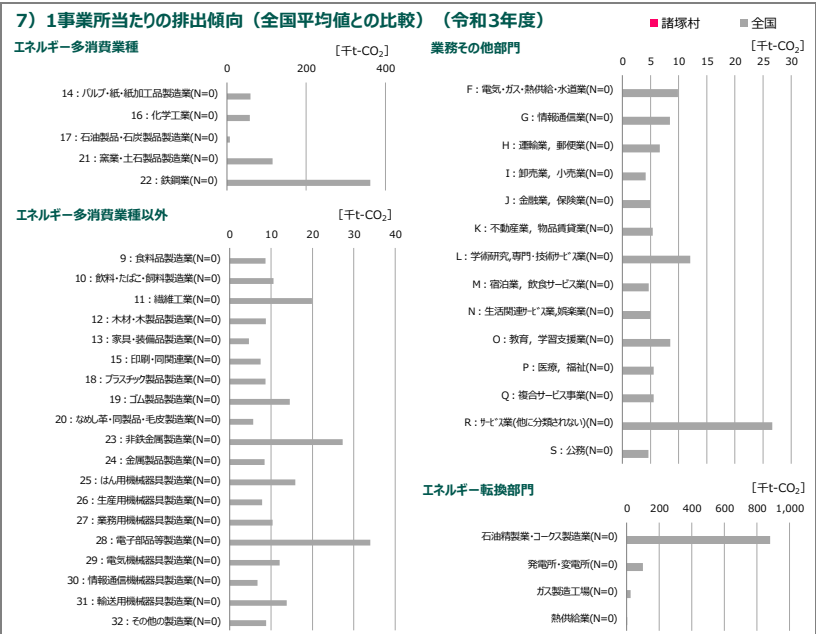 7）1事業所当たりの排出傾向（全国平均値との比較）（令和3年度）
■諸塚村 ■全国
エネルギー多消費業種
[千t-CO2]
0 200 400
14：パルプ・紙・紙加工品製造業(N=0)
16：化学工業(N=0)
17：石油製品・石炭製品製造業(N=0)
21：窯業・土石製品製造業(N=0)
22：鉄鋼業(N=0)
エネルギー多消費業種以外
[千t-CO2]
0 10 20 30 40
9：食料品製造業(N=0)
10：飲料・たばこ・飼料製造業(N=0)
11：繊維工業(N=0)
12：木材・木製品製造業(N=0)
13：家具・装備品製造業(N=0)
15：印刷・同関連業(N=0)
18：プラスチック製品製造業(N=0)
19：ゴム製品製造業(N=0)
20：なめし革・同製品・毛皮製造業(N=0)
23：非鉄金属製造業(N=0)
24：金属製品製造業(N=0)
25：はん用機械器具製造業(N=0)
26：生産用機械器具製造業(N=0)
27：業務用機械器具製造業(N=0)
28：電子部品等製造業(N=0)
29：電気機械器具製造業(N=0)
30：情報通信機械器具製造業(N=0)
31：輸送用機械器具製造業(N=0)
32：その他の製造業(N=0)
業務その他部門
[千t-CO2]
0 5 10 15 20 25 30
F：電気・ガス・熱供給・水道業(N=0)
G：情報通信業(N=0)
H：運輸業，郵便業(N=0)
I：卸売業，小売業(N=0)
J：金融業，保険業(N=0)
K：不動産業，物品賃貸業(N=0)
L：学術研究,専門・技術サービス業(N=0)
M：宿泊業，飲食サービス業(N=0)
N：生活関連サービス業,娯楽業(N=0)
O：教育，学習支援業(N=0)
P：医療，福祉(N=0)
Q：複合サービス事業(N=0)
R：サービス業(他に分類されない)(N=0)
S：公務(N=0)
エネルギー転換部門
[千t-CO2]
0 200 400 600 800 1,000
石油精製業・コークス製造業(N=0)
発電所・変電所(N=0)
ガス製造工場(N=0)
熱供給業(N=0)